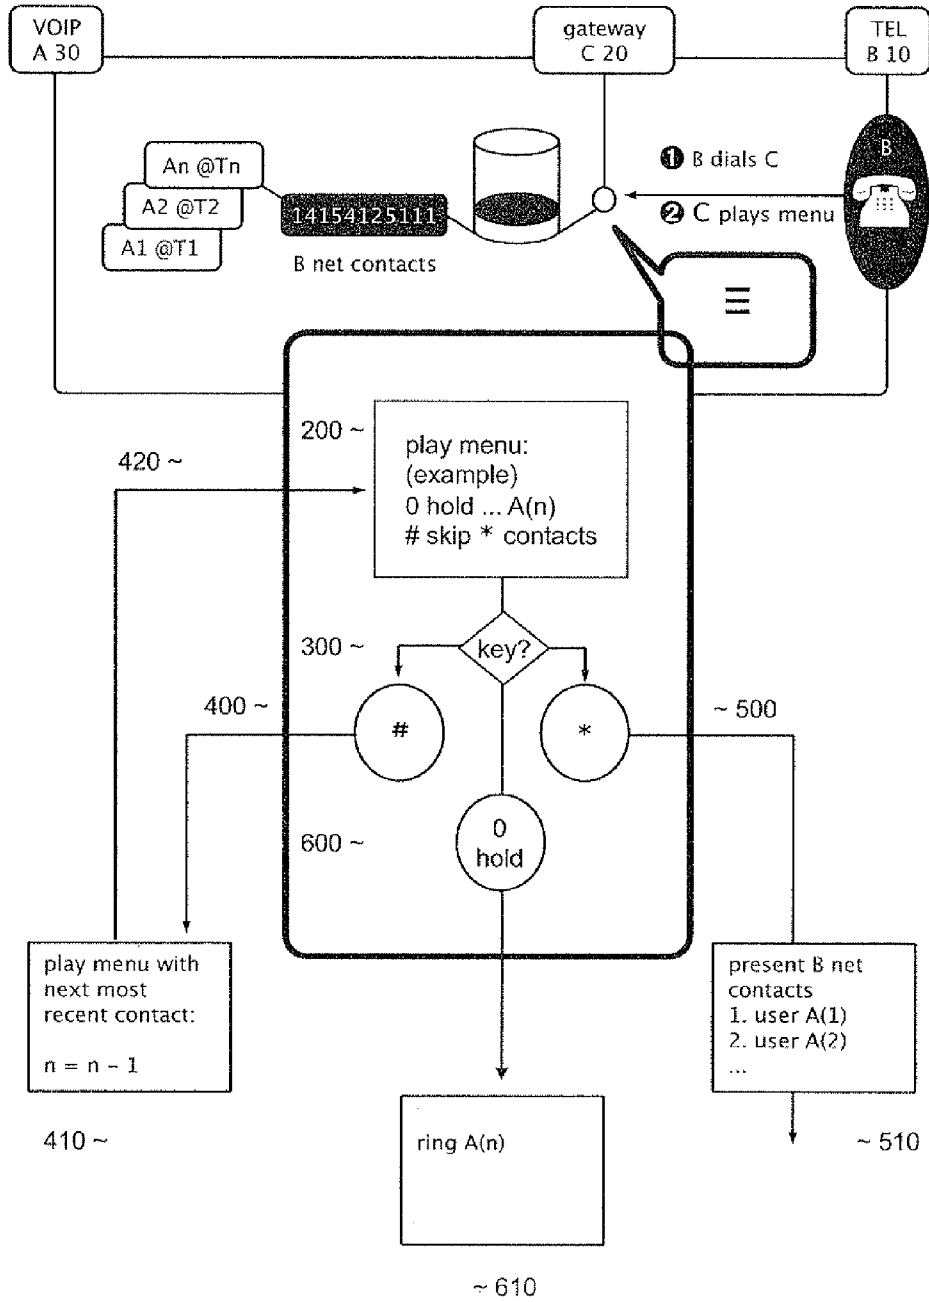 VOIP
A 30
gateway
C 20
TEL
B 10
An @Tn
A2 @T2
A1 @T1
14154125111
B net contacts
❶ B dials C
❷ C plays menu
B
200 ~
play menu:
(example)
0 hold ... A(n)
# skip * contacts
420 ~
300 ~
key?
400 ~
#
*
~ 500
600 ~
0
hold
play menu with
next most
recent contact:
n = n - 1
410 ~
present B net
contacts
1. user A(1)
2. user A(2)
...
~ 510
ring A(n)
~ 610